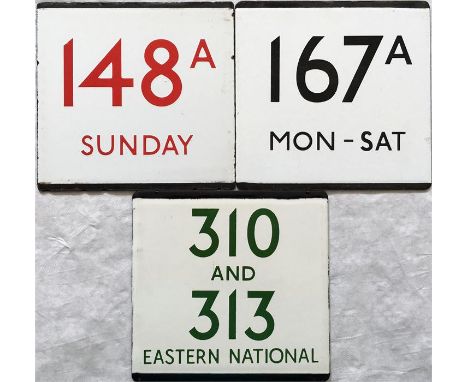 148A
SUNDAY
167A
MON - SAT
310
AND
313
EASTERN NATIONAL